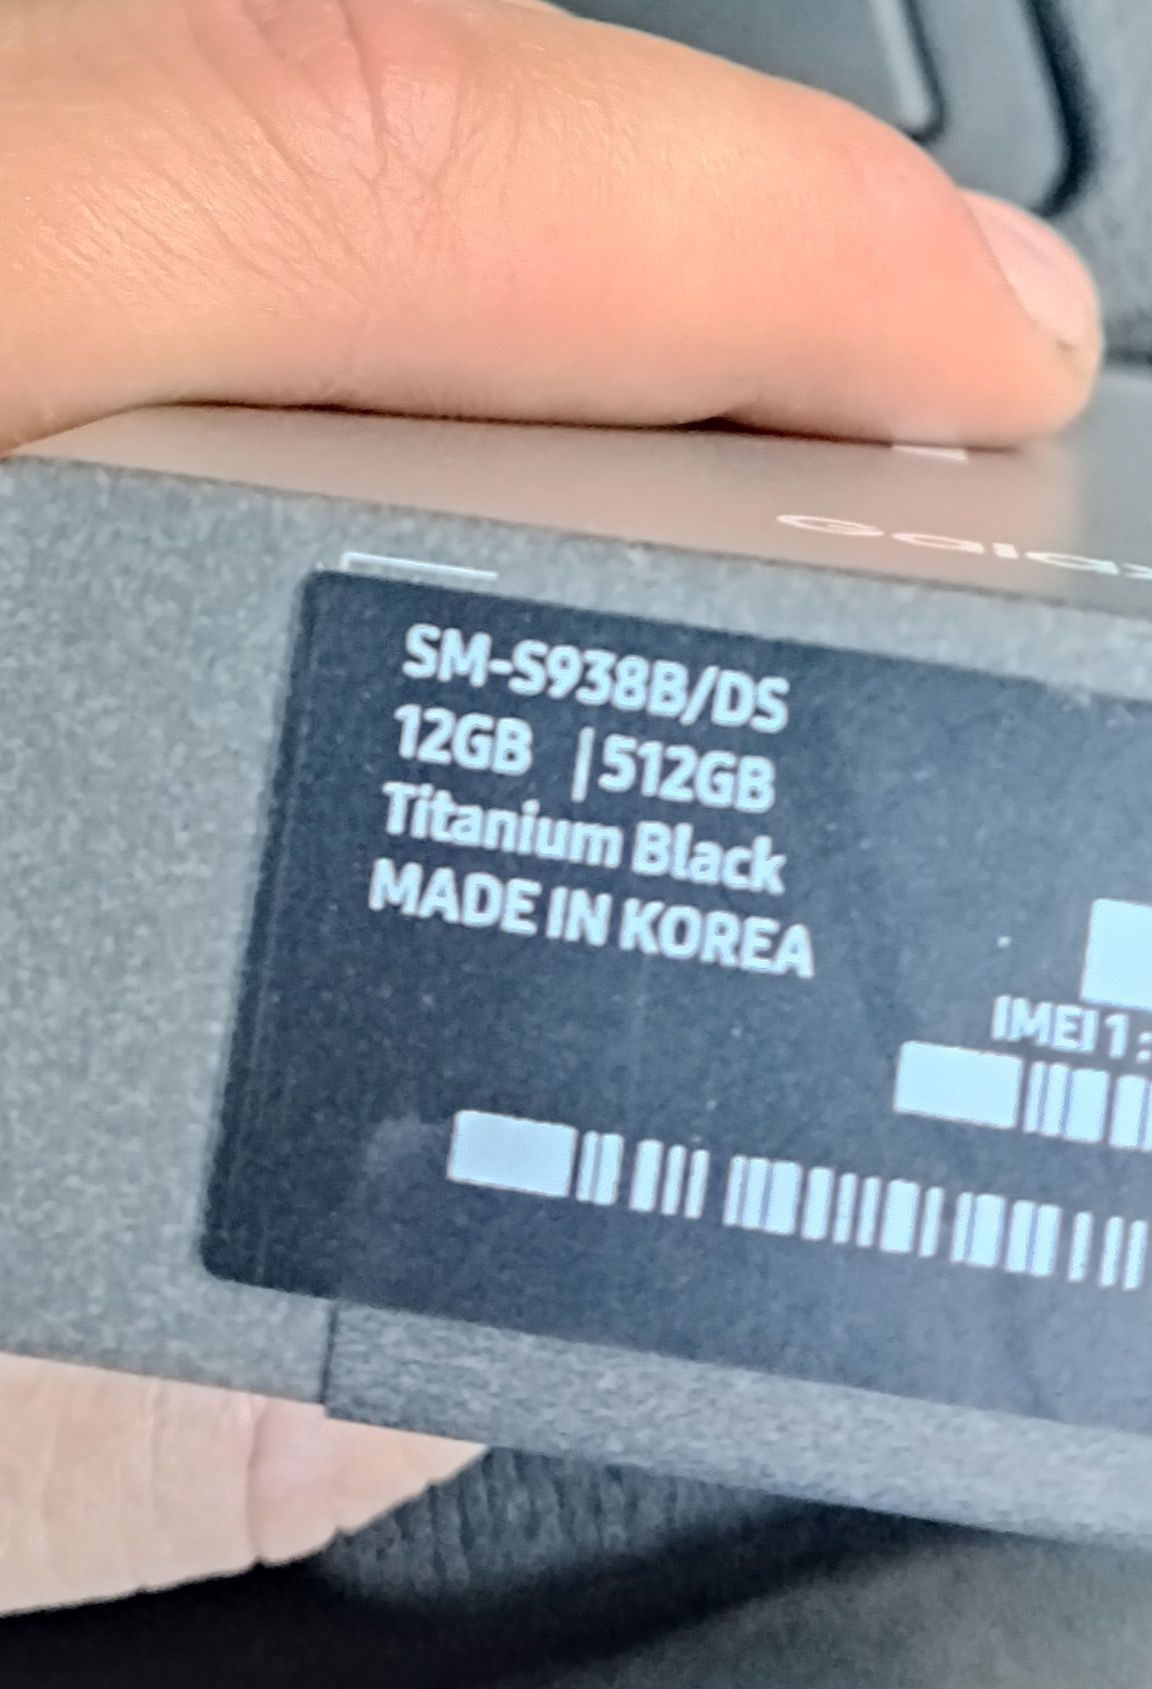 SM-S938B/DS
12GB | 512GB
Titanium Black
MADE IN KOREA
IMEI 1 :